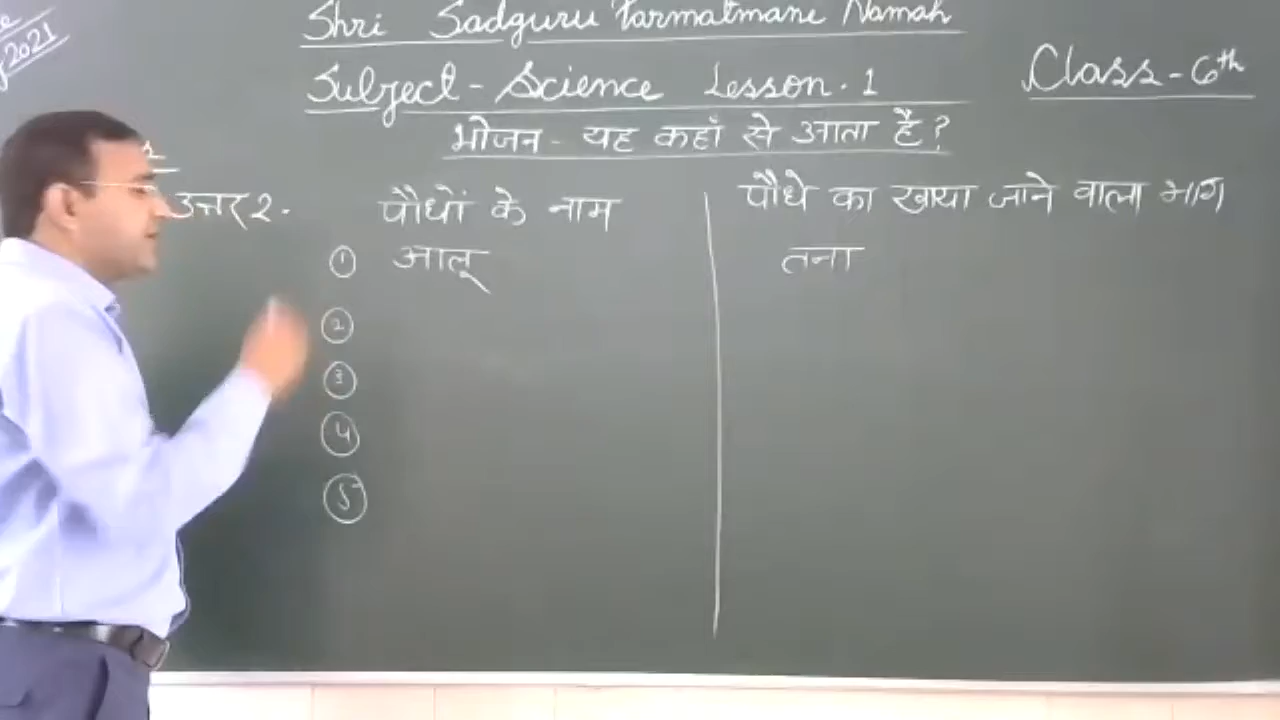 Shri Sadguru Parmatmane Namah
2021
Subject - Science Lesson. 1
Class - 6th
भोजन - यह कहाँ से आता है?
उत्तर 2.
पौधों के नाम
पौधे का खाया जाने वाला भाग
① आलू
तना
②
③
④
⑤